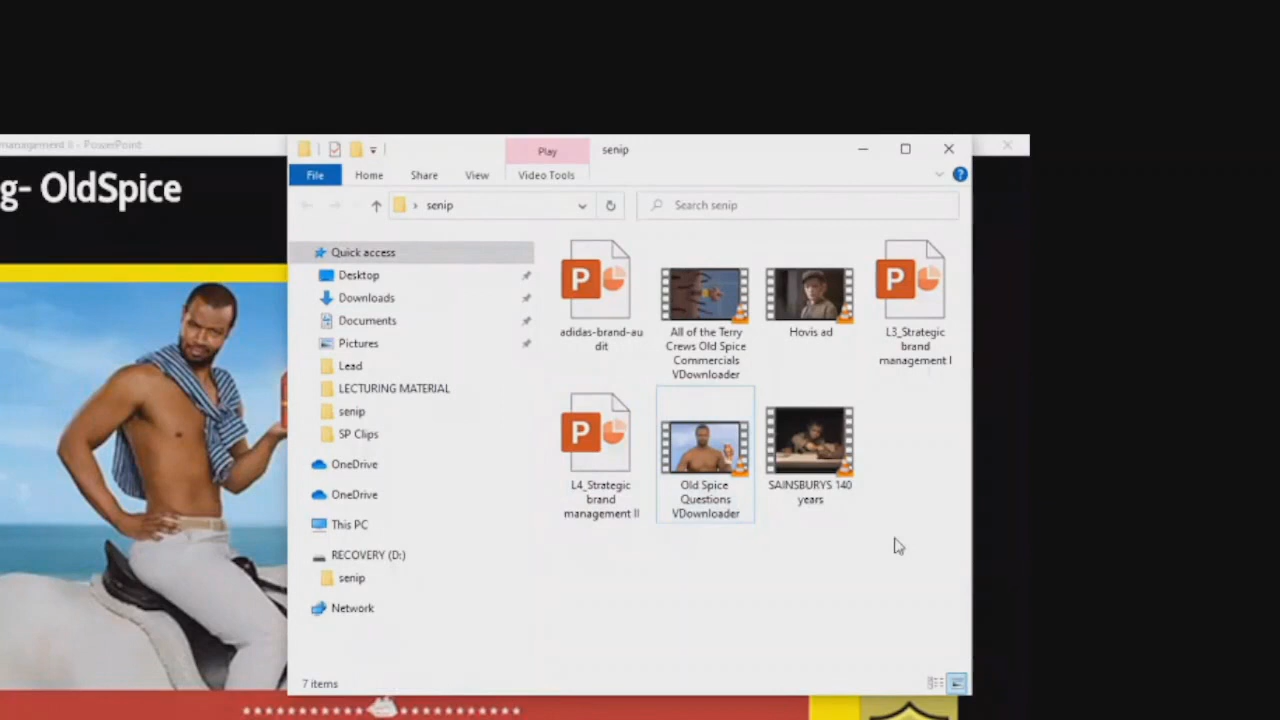 management II - PowerPoint
g- OldSpice
Play
senip
File
Home
Share
View
Video Tools
senip
Search senip
Quick access
Desktop
Downloads
Documents
Pictures
Lead
LECTURING MATERIAL
senip
SP Clips
OneDrive
OneDrive
This PC
RECOVERY (D:)
senip
Network
adidas-brand-au
dit
All of the Terry
Crews Old Spice
Commercials
VDownloader
Hovis ad
L3_Strategic
brand
management I
L4_Strategic
brand
management II
Old Spice
Questions
VDownloader
SAINSBURYS 140
years
7 items